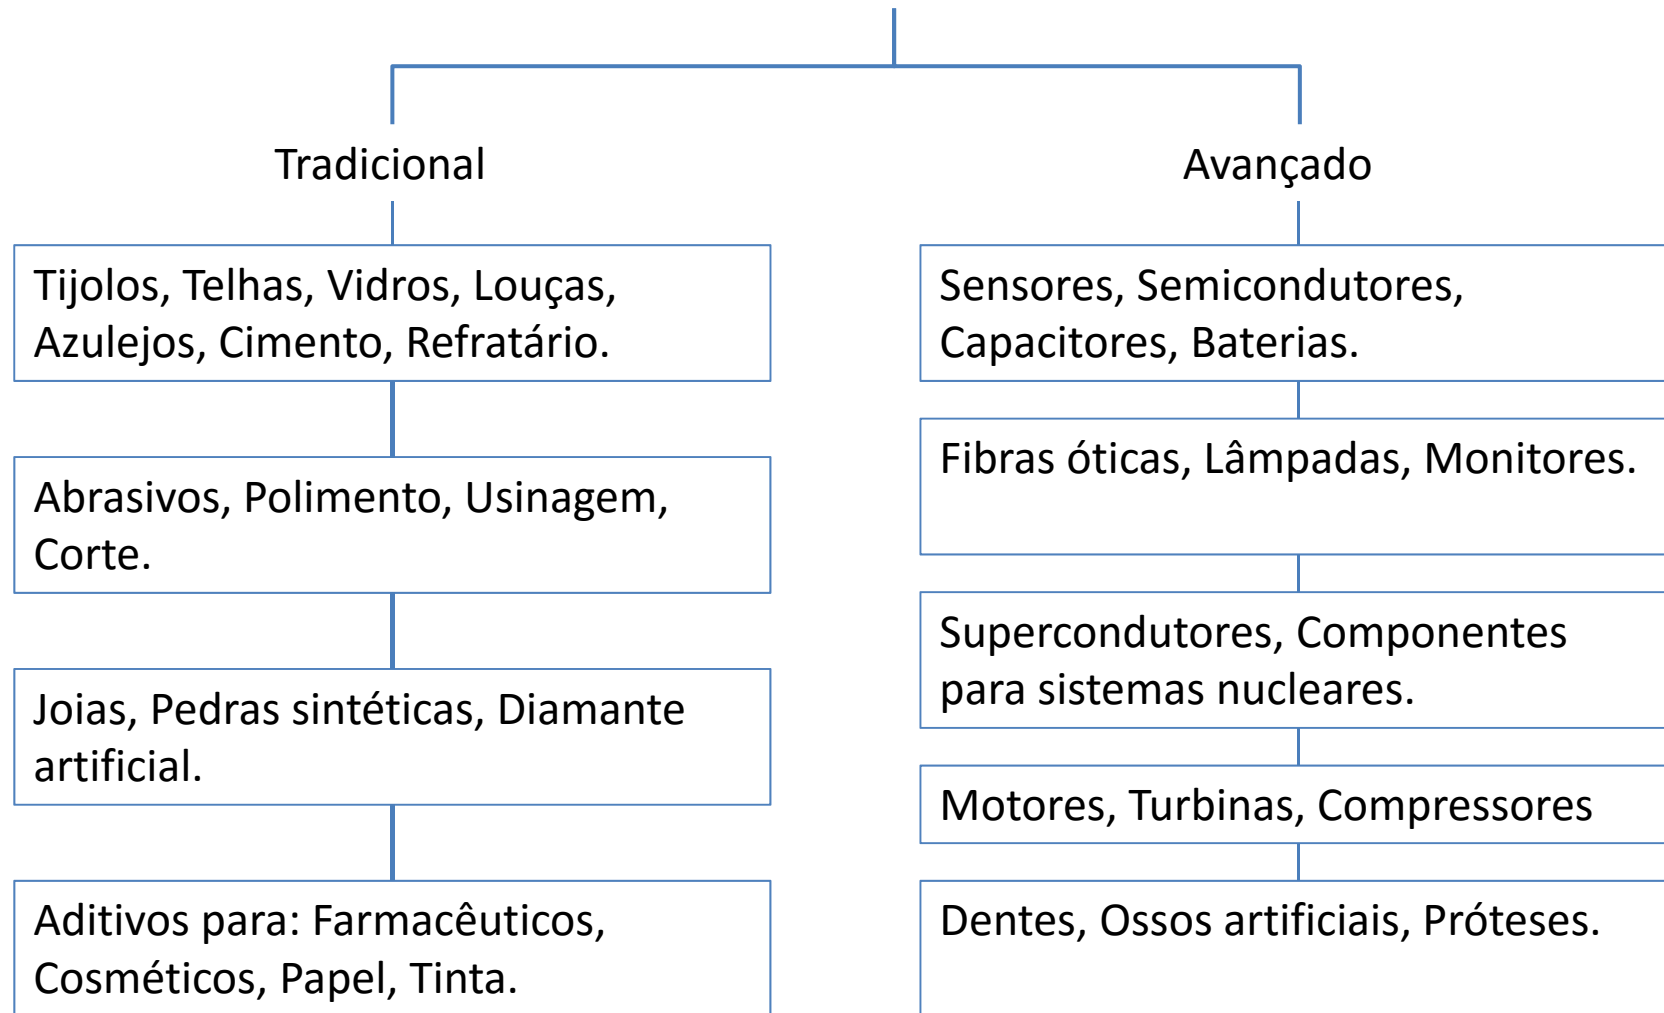 Tradicional
Tijolos, Telhas, Vidros, Louças,
Azulejos, Cimento, Refratário.
Abrasivos, Polimento, Usinagem,
Corte.
Joias, Pedras sintéticas, Diamante
artificial.
Aditivos para: Farmacêuticos,
Cosméticos, Papel, Tinta.
Avançado
Sensores, Semicondutores,
Capacitores, Baterias.
Fibras óticas, Lâmpadas, Monitores.
Supercondutores, Componentes
para sistemas nucleares.
Motores, Turbinas, Compressores
Dentes, Ossos artificiais, Próteses.